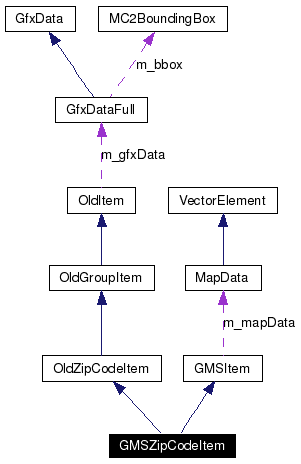 GfxData
MC2BoundingBox
m_bbox
GfxDataFull
m_gfxData
OldItem
VectorElement
OldGroupItem
MapData
m_mapData
OldZipCodeItem
GMSItem
GMSZipCodeItem